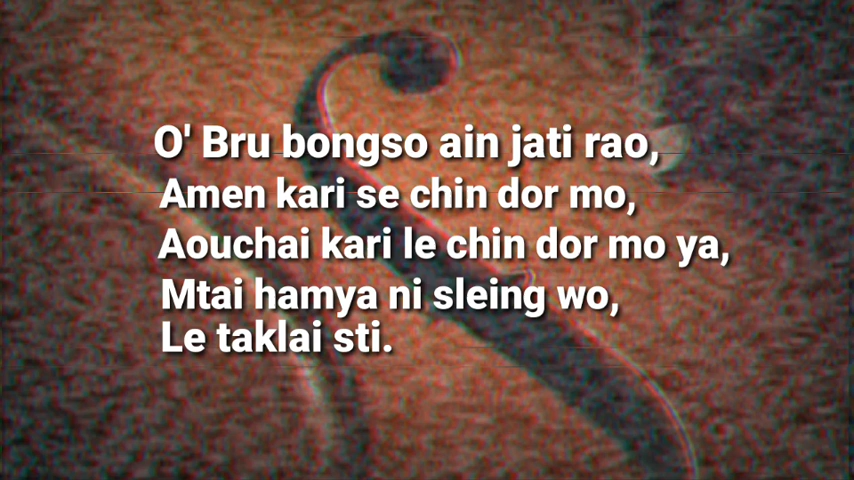 O' Bru bongso ain jati rao,
Amen kari se chin dor mo,
Aouchai kari le chin dor mo ya,
Mtai hamya ni sleing wo,
Le taklai sti.